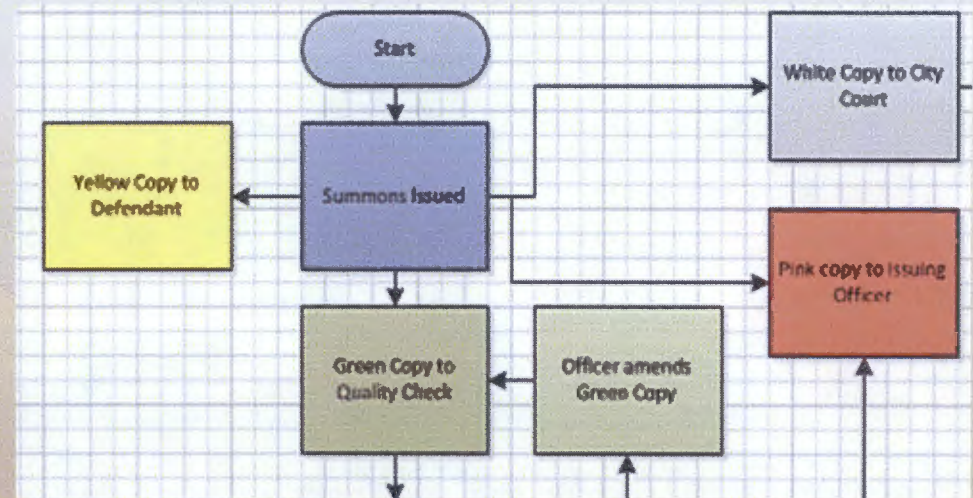 Start
White Copy to City
Court
Yellow Copy to
Defendant
Summons Issued
Pink copy to Issuing
Officer
Green Copy to
Quality Check
Officer amends
Green Copy